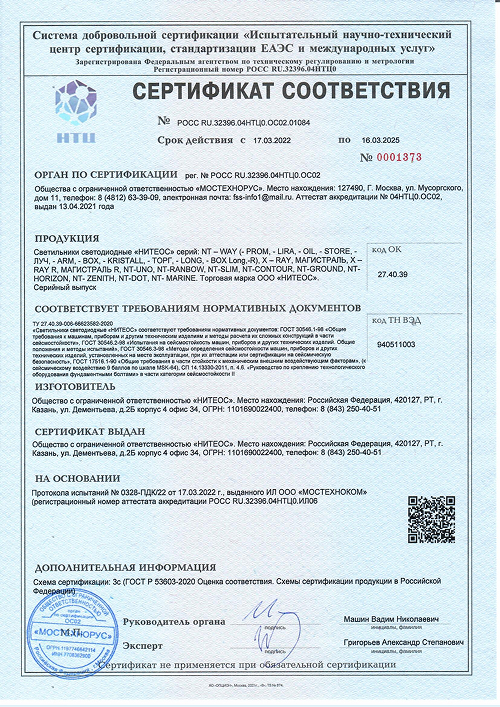 Система добровольной сертификации «Испытательный научно-технический
центр сертификации, стандартизации ЕАЭС и международных услуг»
Зарегистрирована Федеральным агентством по техническому регулированию и метрологии
Регистрационный номер РОСС RU.32396.04НТЦ0
НТЦ
СЕРТИФИКАТ СООТВЕТСТВИЯ
№ РОСС RU.32396.04НТЦ0.ОС02.01084
Срок действия с 17.03.2022 по 16.03.2025
№ 0001373
ОРГАН ПО СЕРТИФИКАЦИИ рег. № РОСС RU.32396.04НТЦ0.ОС02
Общества с ограниченной ответственностью «МОСТЕХНОРУС». Место нахождения: 127490, Г. Москва, ул. Мусоргского,
дом 11, телефон: 8 (4812) 63-39-09, электронная почта: fss-info1@mail.ru. Аттестат аккредитации № 04НТЦ0.ОС02,
выдан 13.04.2021 года
ПРОДУКЦИЯ
Светильники светодиодные «НИТЕОС» серий: NT – WAY (- PROM, - LIRA, - OIL, - STORE, -
ЛУЧ, - ARM, - BOX, - KRISTALL, - ТОРГ, - LONG, - BOX Long,-R), X – RAY, МАГИСТРАЛЬ, X –
RAY R, МАГИСТРАЛЬ R, NT-UNO, NT-RANBOW, NT-SLIM, NT-CONTOUR, NT-GROUND, NT-
HORIZON, NT- ZENITH, NT-DOT, NT- MARINE. Торговая марка ООО «НИТЕОС».
Серийный выпуск
код ОК
27.40.39
СООТВЕТСТВУЕТ ТРЕБОВАНИЯМ НОРМАТИВНЫХ ДОКУМЕНТОВ
ТУ 27.40.39-006-66623582-2020
«Светильники светодиодные «НИТЕОС» соответствует требования нормативных документов: ГОСТ 30546.1-98 «Общие
требования к машинам, приборам и другим техническим изделиям и методы расчета их сложных конструкций в части
сейсмостойкости», ГОСТ 30546.2-98 «Испытания на сейсмостойкость машин, приборов и других технических изделий. Общие
положения и методы испытаний», ГОСТ 30546.3-98 «Методы определения сейсмостойкости машин, приборов и других
технических изделий, установленных на месте эксплуатации, при их аттестации или сертификации на сейсмическую
безопасность», ГОСТ 17516.1-90 «Общие требования в части стойкости к механическим внешним воздействующим факторам», (к
сейсмическому воздействию 9 баллов по шкале MSK-64), СП 14.13330-2011, п. 4.6. «Руководство по креплению технологического
оборудования фундаментными болтами» в части категории сейсмостойкости II
код ТН ВЭД
940511003
ИЗГОТОВИТЕЛЬ
Общество с ограниченной ответственностью «НИТЕОС». Место нахождения: Российская Федерация, 420127, РТ, г.
Казань, ул. Дементьева, д.2Б корпус 4 офис 34, ОГРН: 1101690022400, телефон: 8 (843) 250-40-51
СЕРТИФИКАТ ВЫДАН
Общество с ограниченной ответственностью «НИТЕОС». Место нахождения: Российская Федерация, 420127, РТ, г.
Казань, ул. Дементьева, д.2Б корпус 4 офис 34, ОГРН: 1101690022400, телефон: 8 (843) 250-40-51
НА ОСНОВАНИИ
Протокола испытаний № 0328-ПДК/22 от 17.03.2022 г., выданного ИЛ ООО «МОСТЕХНОКОМ»
(регистрационный номер аттестата аккредитации РОСС RU.32396.04НТЦ0.ИЛ06
ДОПОЛНИТЕЛЬНАЯ ИНФОРМАЦИЯ
Схема сертификации: 3с (ГОСТ Р 53603-2020 Оценка соответствия. Схемы сертификации продукции в Российской
Федерации)
ОС02
«МОСТЕХНОРУС»
М.П.
Руководитель органа
подпись
Машин Вадим Николаевич
инициалы, фамилия
Эксперт
подпись
Григорьев Александр Степанович
инициалы, фамилия
Сертификат не применяется при обязательной сертификации